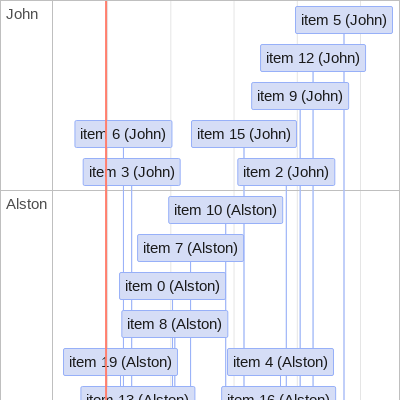 John
item 5 (John)
item 12 (John)
item 9 (John)
item 6 (John)
item 15 (John)
item 3 (John)
item 2 (John)
Alston
item 10 (Alston)
item 7 (Alston)
item 0 (Alston)
item 8 (Alston)
item 19 (Alston)
item 4 (Alston)
item 13 (Alston)
item 16 (Alston)